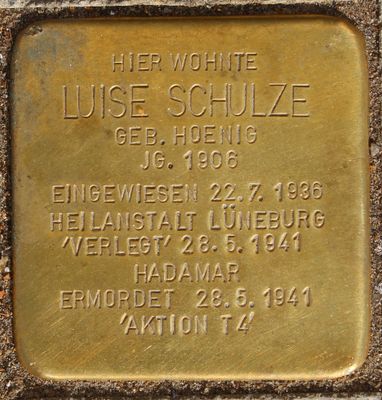 HIER WOHNTE
LUISE SCHULZE
GEB. HOENIG
JG. 1906
EINGEWIESEN 22.7.1936
HEILANSTALT LÜNEBURG
'VERLEGT' 28.5.1941
HADAMAR
ERMORDET 28.5.1941
'AKTION T4'